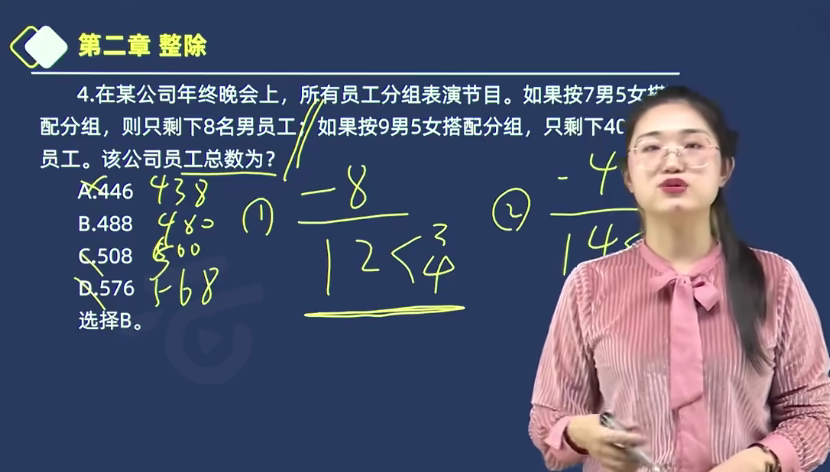 第二章 整除
4.在某公司年终晚会上，所有员工分组表演节目。如果按7男5女搭
配分组，则只剩下8名男员工；如果按9男5女搭配分组，只剩下40
员工。该公司员工总数为？
A.446 438
B.488 480
C.508 500
D.576 568
选择B。
① -8
12< 3
4
② -4
14<